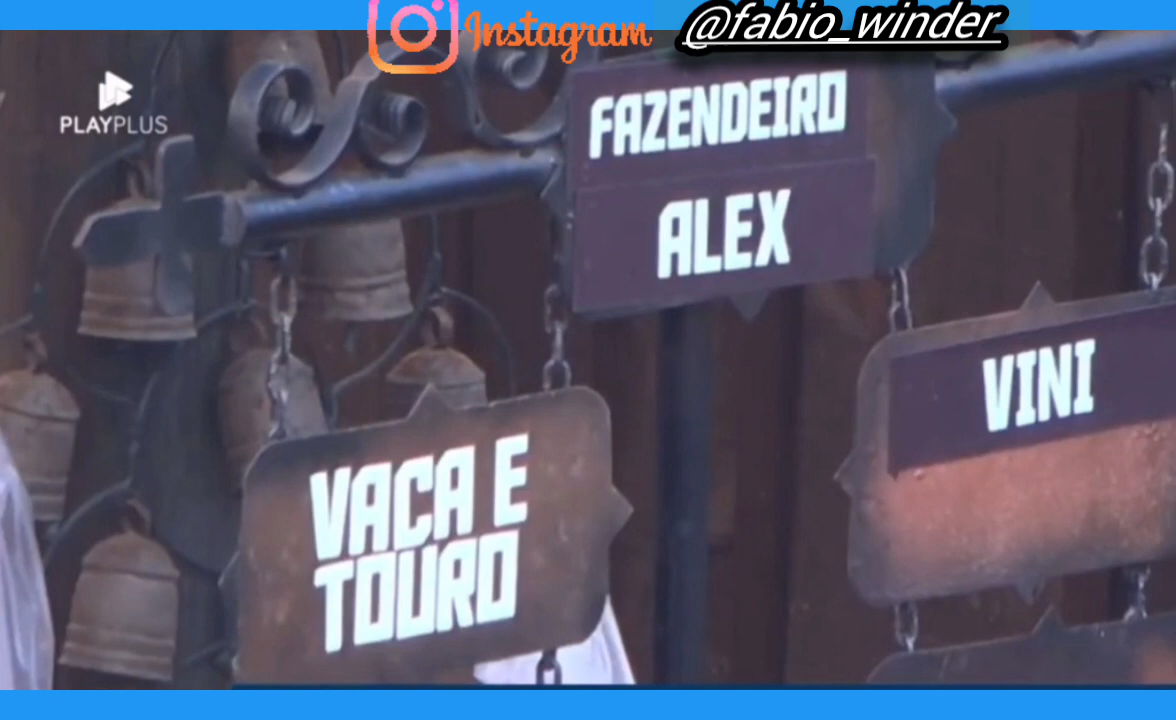 Instagram @fabio_winder
PLAYPLUS
FAZENDEIRO
ALEX
VINI
VACA E
TOURO